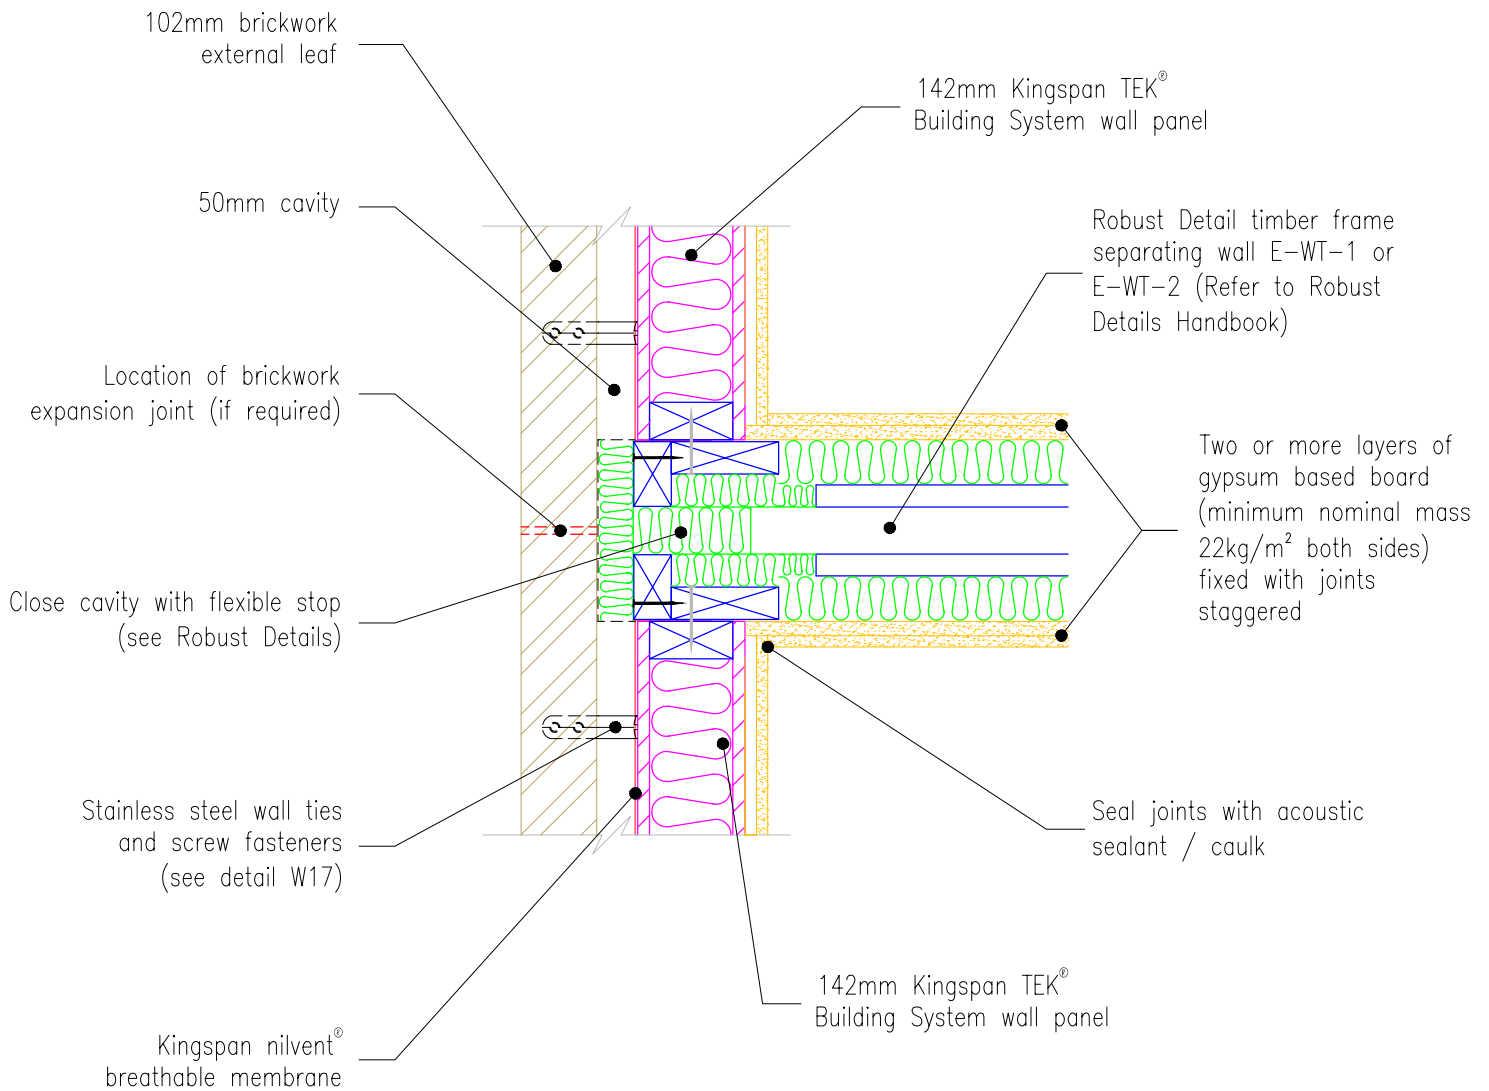 102mm brickwork
external leaf
142mm Kingspan TEK®
Building System wall panel
50mm cavity
Robust Detail timber frame
separating wall E-WT-1 or
E-WT-2 (Refer to Robust
Details Handbook)
Location of brickwork
expansion joint (if required)
Two or more layers of
gypsum based board
(minimum nominal mass
22kg/m² both sides)
fixed with joints
staggered
Close cavity with flexible stop
(see Robust Details)
Stainless steel wall ties
and screw fasteners
(see detail W17)
Seal joints with acoustic
sealant / caulk
142mm Kingspan TEK®
Building System wall panel
Kingspan nilvent®
breathable membrane